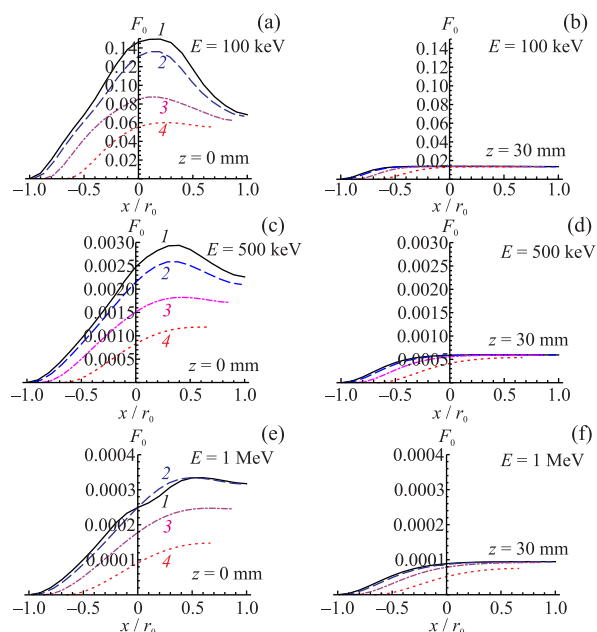 F₀ (a)
0.14
0.12
0.10
0.08
0.06
0.04
0.02
1
2
3
4
E = 100 keV
z = 0 mm
−1.0 −0.5 0 0.5 1.0
x / r₀
F₀ (b)
0.14
0.12
0.10
0.08
0.06
0.04
0.02
E = 100 keV
z = 30 mm
−1.0 −0.5 0 0.5 1.0
x / r₀
F₀ (c)
0.0030
0.0025
0.0020
0.0015
0.0010
0.0005
1
2
3
4
E = 500 keV
z = 0 mm
−1.0 −0.5 0 0.5 1.0
x / r₀
F₀ (d)
0.0030
0.0025
0.0020
0.0015
0.0010
0.0005
E = 500 keV
z = 30 mm
−1.0 −0.5 0 0.5 1.0
x / r₀
F₀ (e)
0.0004
0.0003
0.0002
0.0001
2
1
3
4
E = 1 MeV
z = 0 mm
−1.0 −0.5 0 0.5 1.0
x / r₀
F₀ (f)
0.0004
0.0003
0.0002
0.0001
E = 1 MeV
z = 30 mm
−1.0 −0.5 0 0.5 1.0
x / r₀